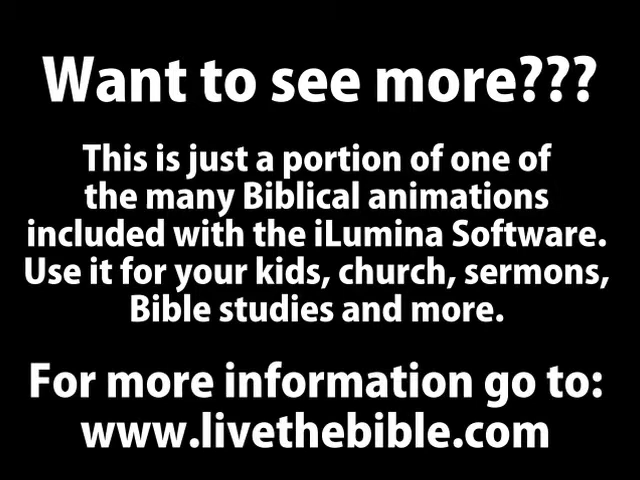 Want to see more???
This is just a portion of one of
the many Biblical animations
included with the iLumina Software.
Use it for your kids, church, sermons,
Bible studies and more.
For more information go to:
www.livethebible.com